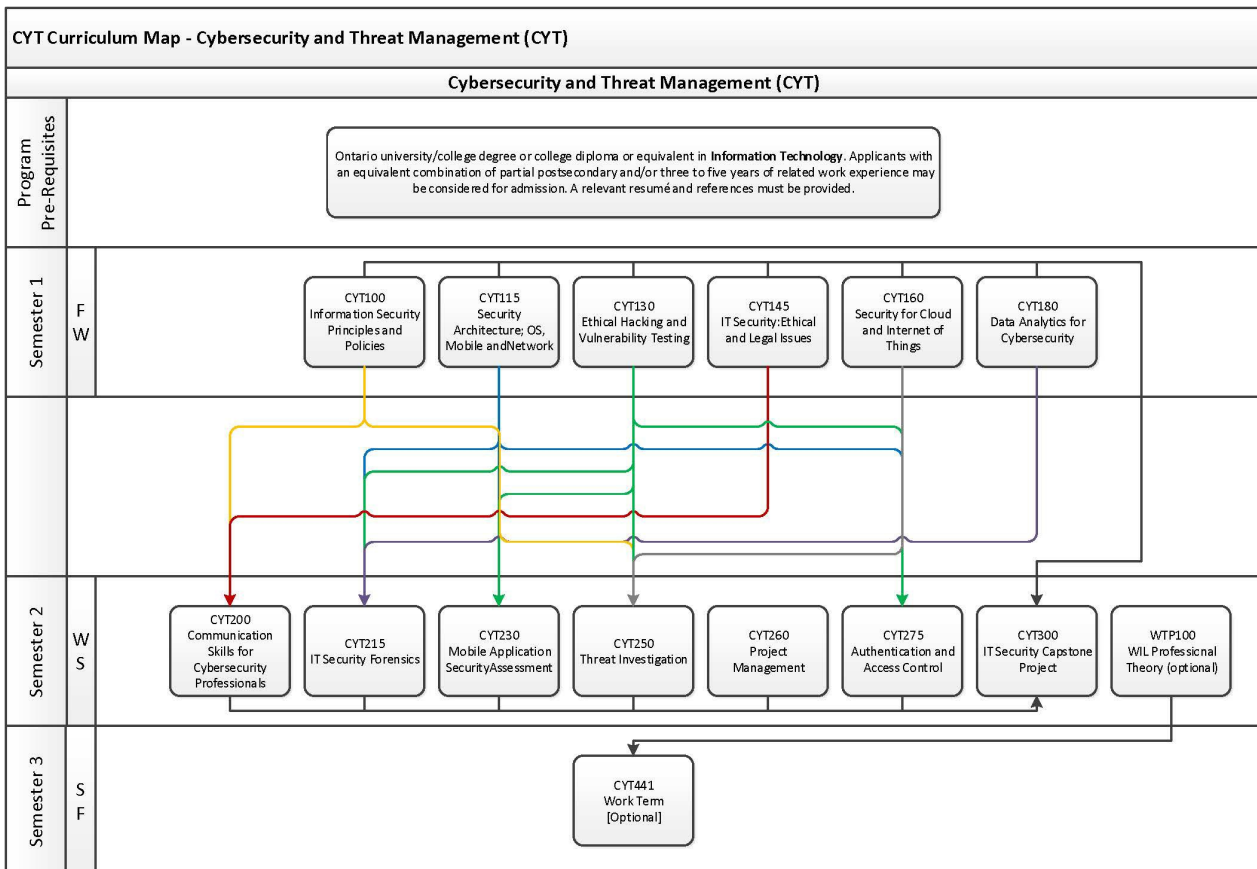 CYT Curriculum Map - Cybersecurity and Threat Management (CYT)
Cybersecurity and Threat Management (CYT)
Program
Pre-Requisites
Ontario university/college degree or college diploma or equivalent in Information Technology. Applicants with
an equivalent combination of partial postsecondary and/or three to five years of related work experience may
be considered for admission. A relevant resumé and references must be provided.
Semester 1
F
W
CYT100
Information Security
Principles and
Policies
CYT115
Security
Architecture; OS,
Mobile andNetwork
CYT130
Ethical Hacking and
Vulnerability Testing
CYT145
IT Security:Ethical
and Legal Issues
CYT160
Security for Cloud
and Internet of
Things
CYT180
Data Analytics for
Cybersecurity
Semester 2
W
S
CYT200
Communication
Skills for
Cybersecurity
Professionals
CYT215
IT Security Forensics
CYT230
Mobile Application
SecurityAssessment
CYT250
Threat Investigation
CYT260
Project
Management
CYT275
Authentication and
Access Control
CYT300
IT Security Capstone
Project
WTP100
WIL Professional
Theory (optional)
Semester 3
S
F
CYT441
Work Term
[Optional]